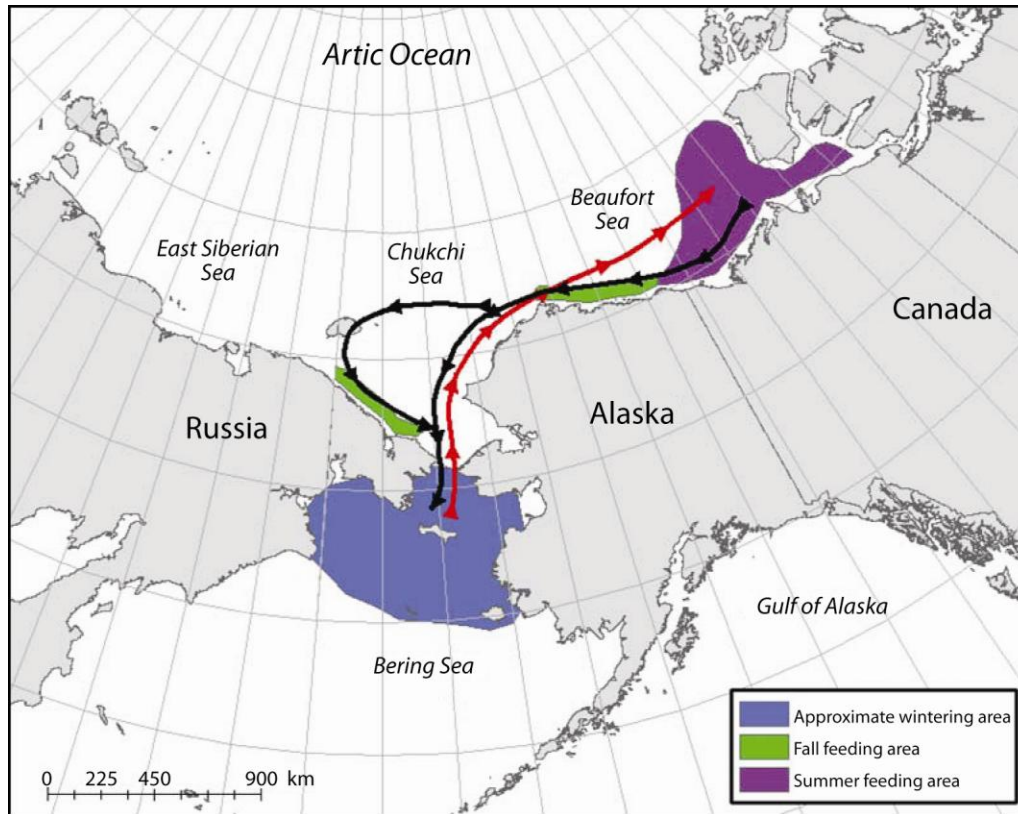 Artic Ocean
Beaufort
Sea
Chukchi
Sea
East Siberian
Sea
Canada
Alaska
Russia
Gulf of Alaska
Bering Sea
Approximate wintering area
Fall feeding area
Summer feeding area
0 225 450 900 km